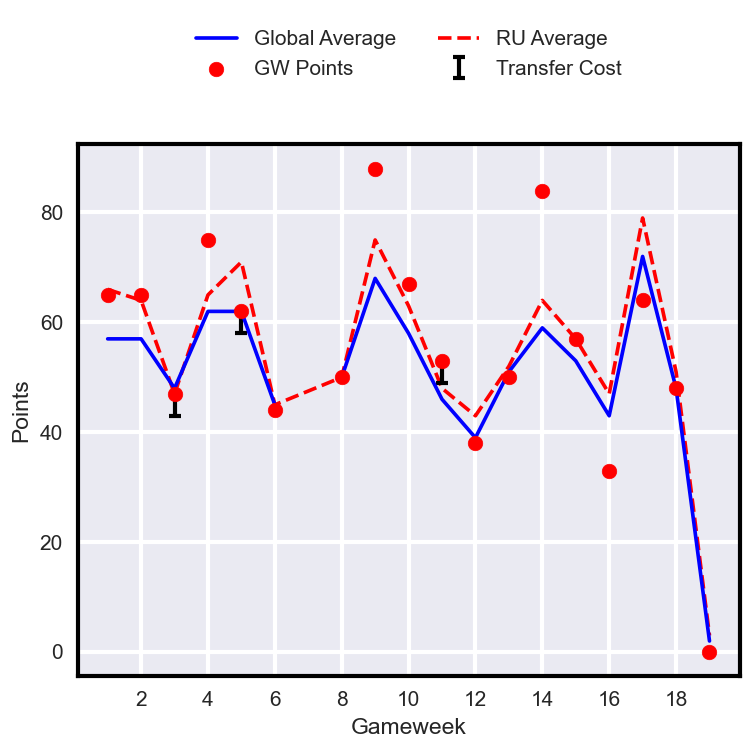 Global Average RU Average
GW Points Transfer Cost
80
60
40
20
0
Points
2 4 6 8 10 12 14 16 18
Gameweek